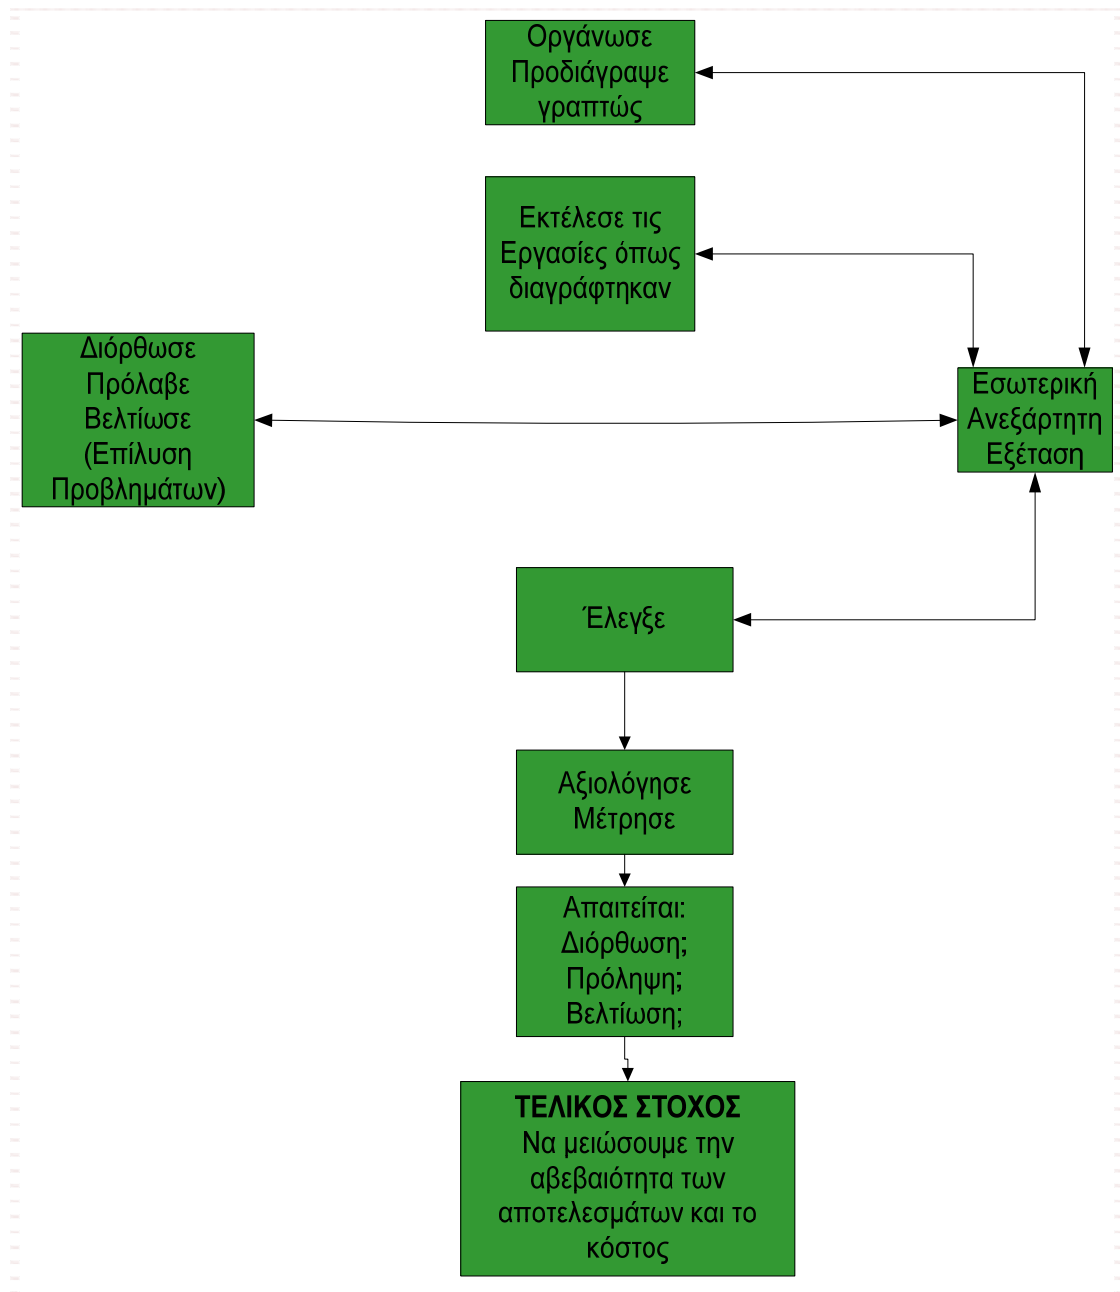 Οργάνωσε
Προδιάγραψε
γραπτώς
Εκτέλεσε τις
Εργασίες όπως
διαγράφτηκαν
Διόρθωσε
Πρόλαβε
Βελτίωσε
(Επίλυση
Προβλημάτων)
Εσωτερική
Ανεξάρτητη
Εξέταση
Έλεγξε
Αξιολόγησε
Μέτρησε
Απαιτείται:
Διόρθωση;
Πρόληψη;
Βελτίωση;
ΤΕΛΙΚΟΣ ΣΤΟΧΟΣ
Να μειώσουμε την
αβεβαιότητα των
αποτελεσμάτων και το
κόστος